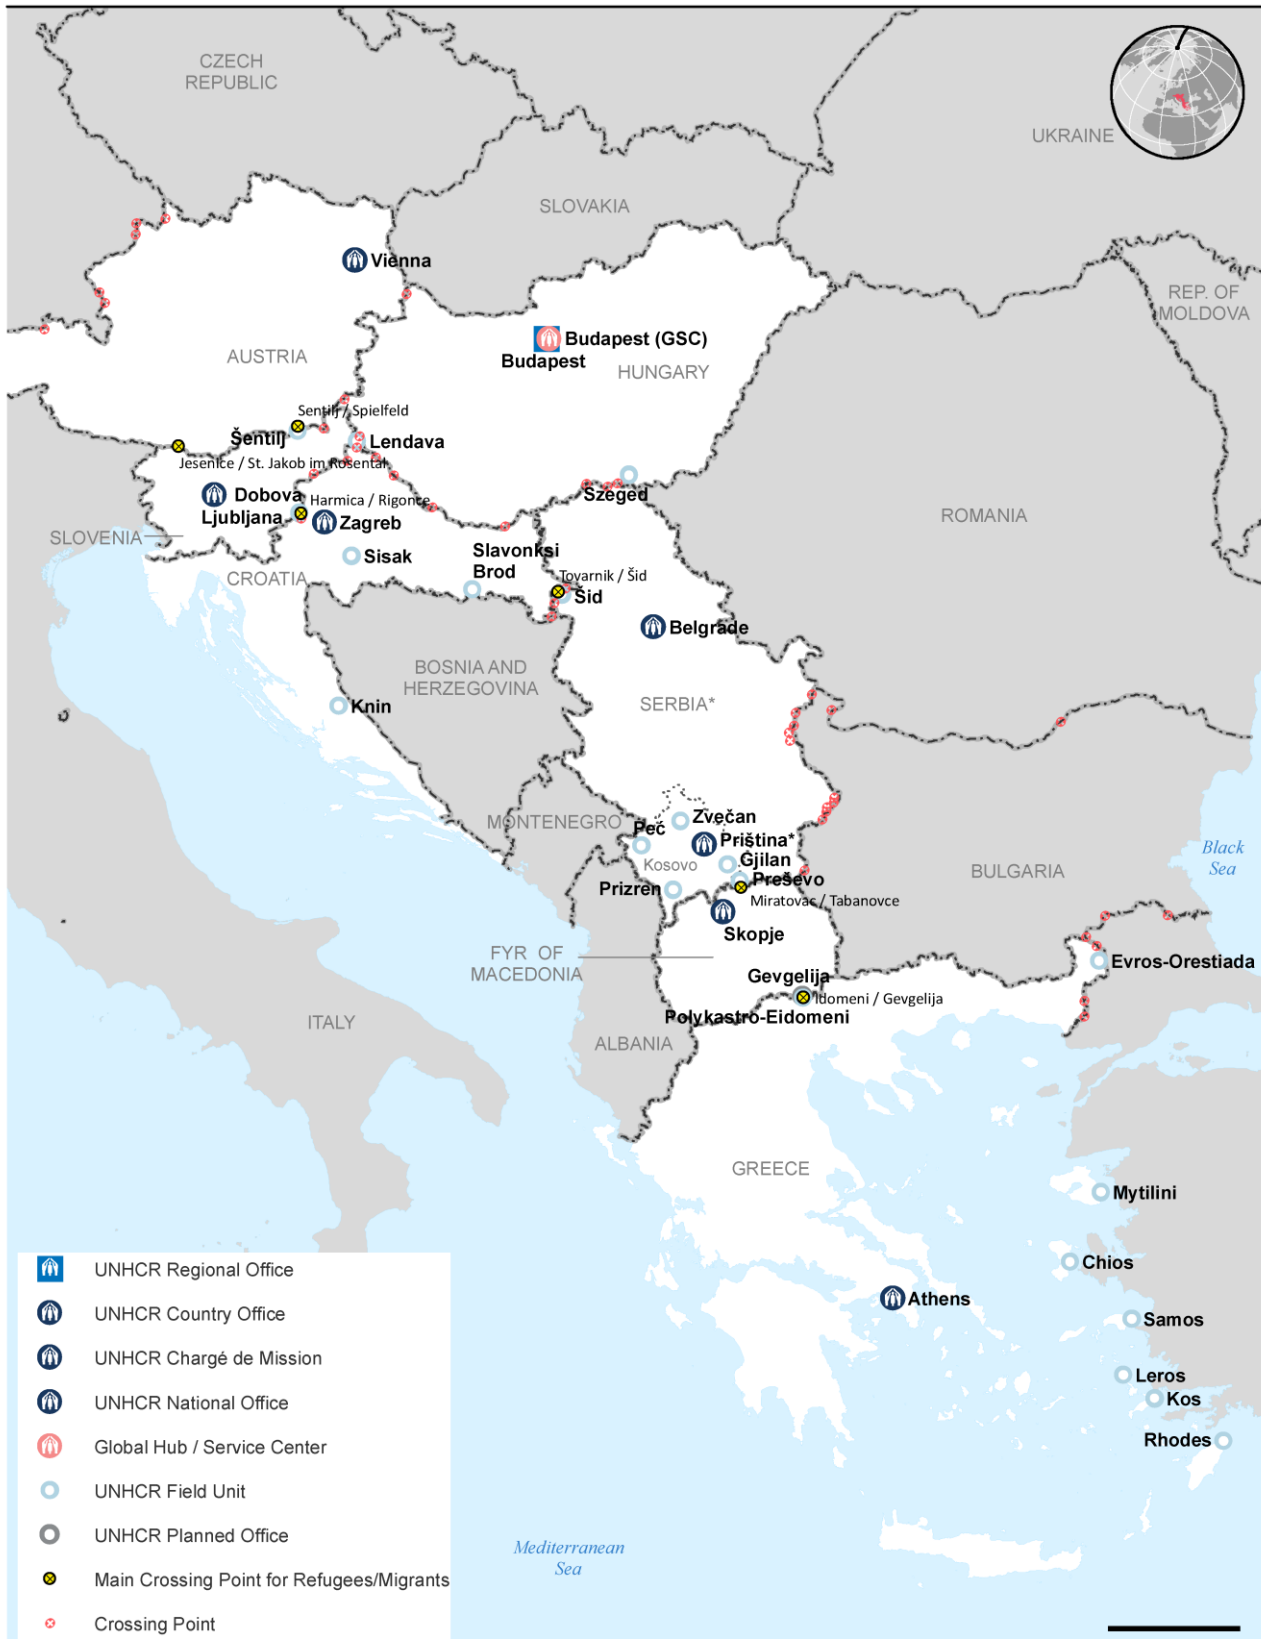 CZECH
REPUBLIC
UKRAINE
SLOVAKIA
Vienna
REP. OF
MOLDOVA
Budapest (GSC)
Budapest
AUSTRIA
HUNGARY
Sentilj / Spielfeld
Šentilj
Lendava
Jesenice / St. Jakob im Rosental
Szeged
Dobova
Harmica / Rigonce
Ljubljana
Zagreb
ROMANIA
SLOVENIA
Sisak
Slavonksi
Brod
CROATIA
Tovarnik / Šid
Šid
Belgrade
BOSNIA AND
HERZEGOVINA
SERBIA*
Knin
MONTENEGRO
Zvečan
Peć
Priština*
Kosovo
Gjilan
Preševo
Prizren
Miratovac / Tabanovce
Black
Sea
BULGARIA
Skopje
FYR OF
MACEDONIA
Evros-Orestiada
Gevgelija
Idomeni / Gevgelija
Polykastro-Eidomeni
ITALY
ALBANIA
GREECE
Mytilini
Chios
Athens
Samos
Leros
Kos
Rhodes
Mediterranean
Sea
UNHCR Regional Office
UNHCR Country Office
UNHCR Chargé de Mission
UNHCR National Office
Global Hub / Service Center
UNHCR Field Unit
UNHCR Planned Office
Main Crossing Point for Refugees/Migrants
Crossing Point